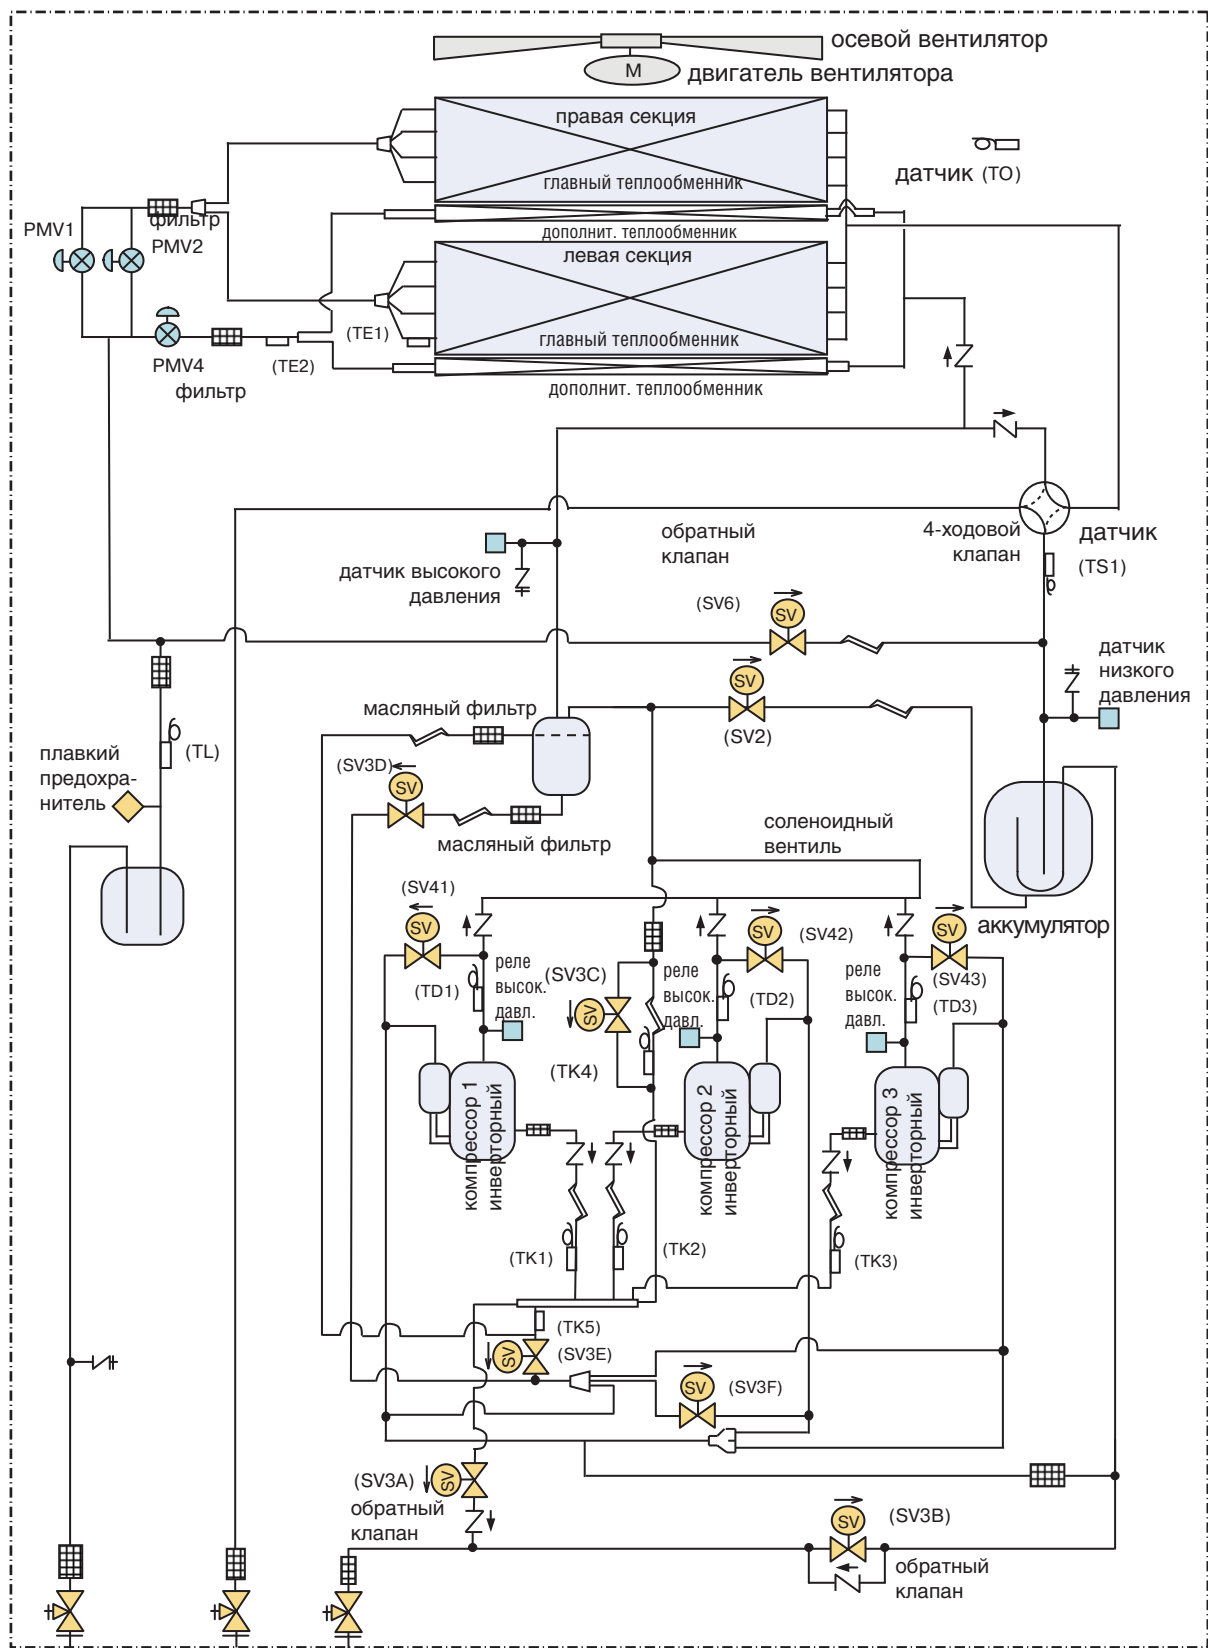 осевой вентилятор
M
двигатель вентилятора
правая секция
главный теплообменник
датчик (TO)
фильтр
PMV1
PMV2
дополнит. теплообменник
левая секция
главный теплообменник
(TE1)
(TE2)
PMV4
фильтр
дополнит. теплообменник
обратный
клапан
4-ходовой
клапан
датчик
(TS1)
датчик высокого
давления
(SV6)
SV
датчик
низкого
давления
SV
(SV2)
масляный фильтр
(TL)
плавкий
предохра-
нитель
(SV3D)
SV
масляный фильтр
соленоидный
вентиль
аккумулятор
(SV41)
SV
(TD1)
реле
высок.
давл.
(SV3C)
SV
(TK4)
реле
высок.
давл.
SV
(SV42)
(TD2)
реле
высок.
давл.
SV
(SV43)
(TD3)
компрессор 1
инверторный
компрессор 2
инверторный
компрессор 3
инверторный
(TK1)
(TK2)
(TK3)
(TK5)
SV
(SV3E)
SV
(SV3F)
(SV3A)
SV
обратный
клапан
SV
(SV3B)
обратный
клапан